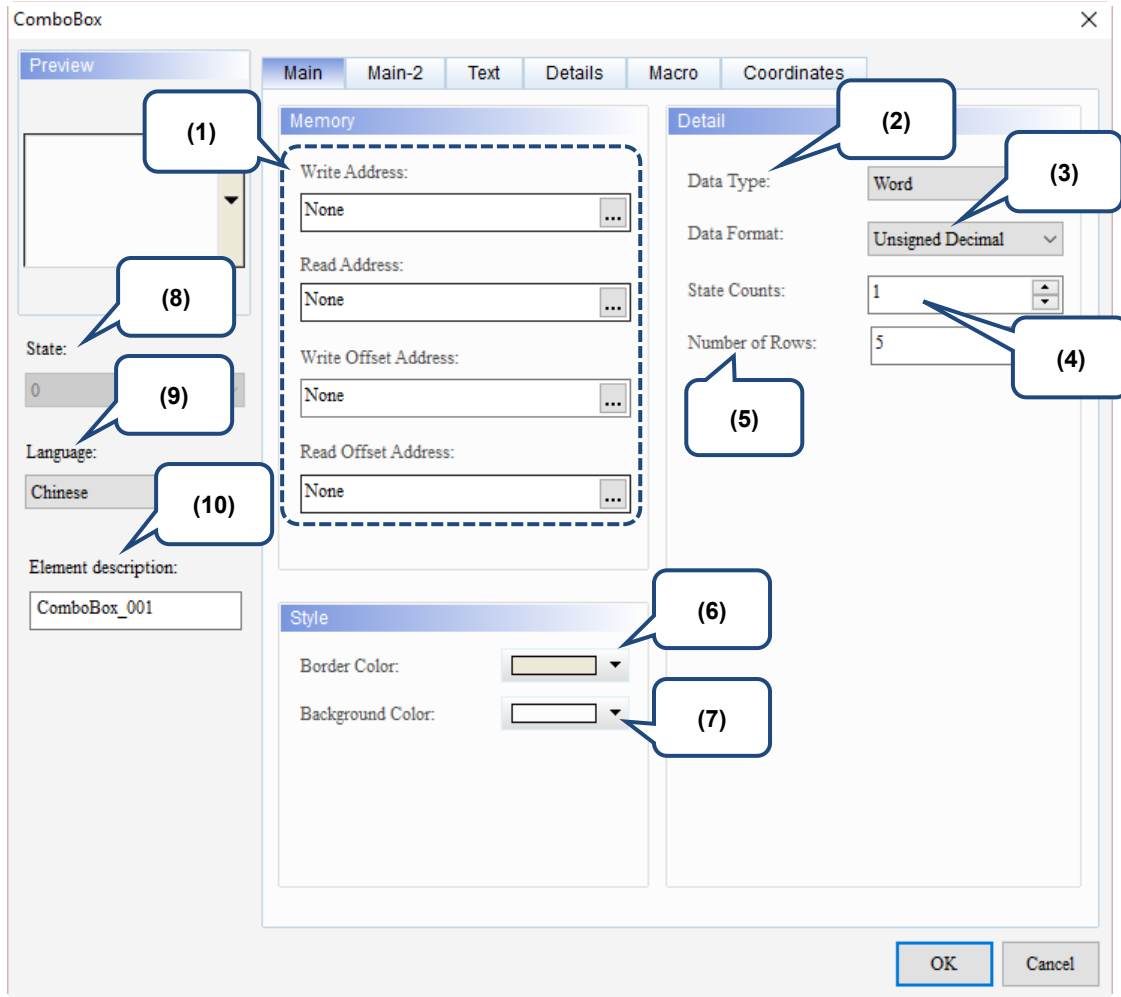 ComboBox
Preview
Main
Main-2
Text
Details
Macro
Coordinates
(1)
Memory
Write Address:
None
...
Read Address:
None
...
Write Offset Address:
None
...
Read Offset Address:
None
...
Detail
(2)
Data Type:
Word
(3)
Data Format:
Unsigned Decimal
State Counts:
1
Number of Rows:
5
(4)
(5)
(8)
State:
0
(9)
Language:
Chinese
(10)
Element description:
ComboBox_001
Style
(6)
Border Color:
Background Color:
(7)
OK
Cancel